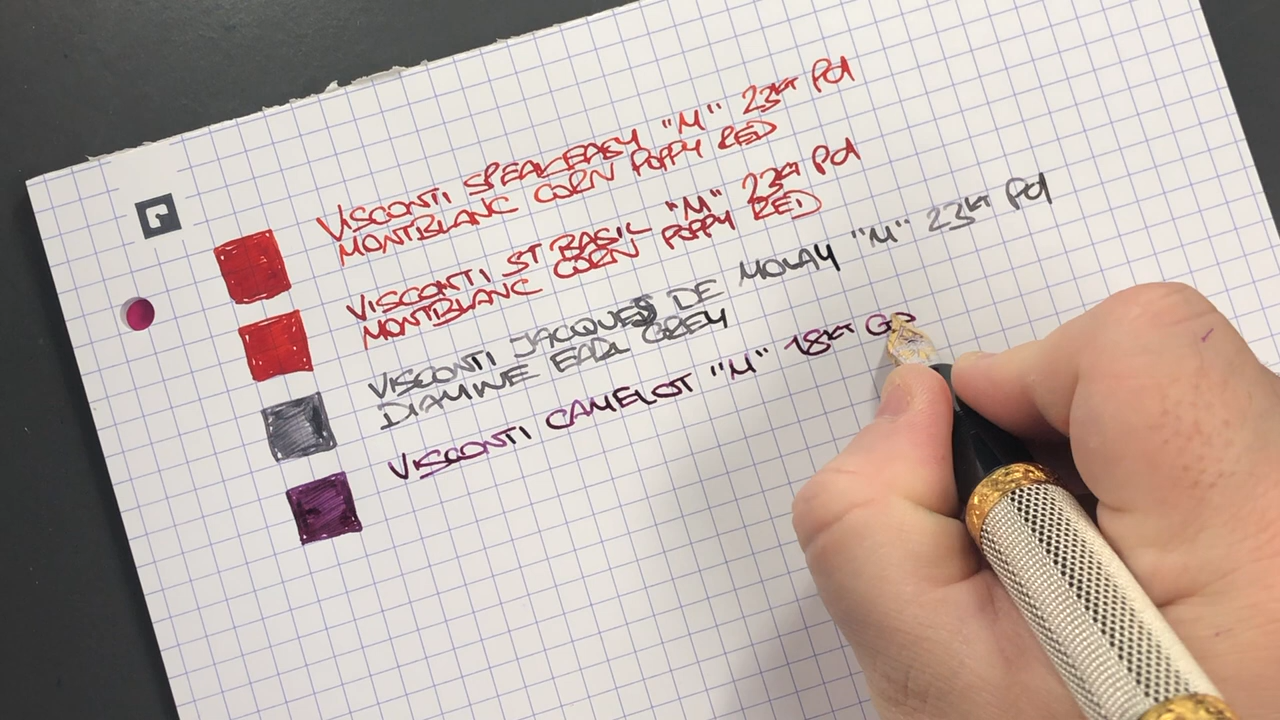 VISCONTI SPEAKEASY "M" 23KT Pd
MONTBLANC CORN POPPY RED
VISCONTI ST BASIL "M" 23KT Pd
MONTBLANC CORN POPPY RED
VISCONTI JACQUES DE MOLAY "M" 23KT Pd
DIAMINE EARL GREY
VISCONTI CAMELOT "M" 18KT GO